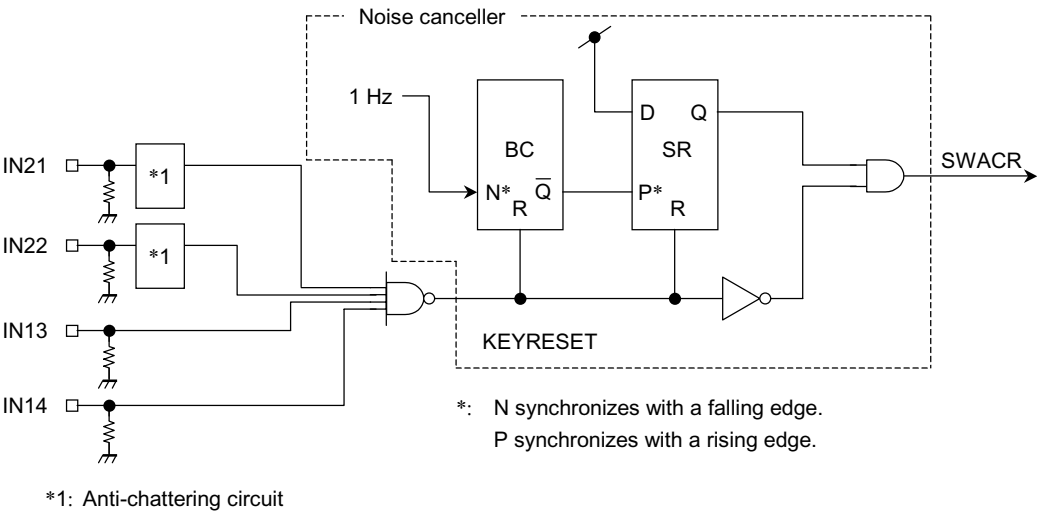 Noise canceller
1 Hz
BC
N* Q̅
R
D Q
SR
P*
R
SWACR
IN21
*1
IN22
*1
IN13
IN14
KEYRESET
*: N synchronizes with a falling edge.
P synchronizes with a rising edge.
*1: Anti-chattering circuit